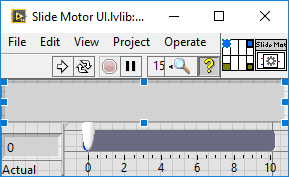 Slide Motor UI.lvlib:...
File Edit View Project Operate
15
Slide Mot
0
Actual
0 2 4 6 8 10